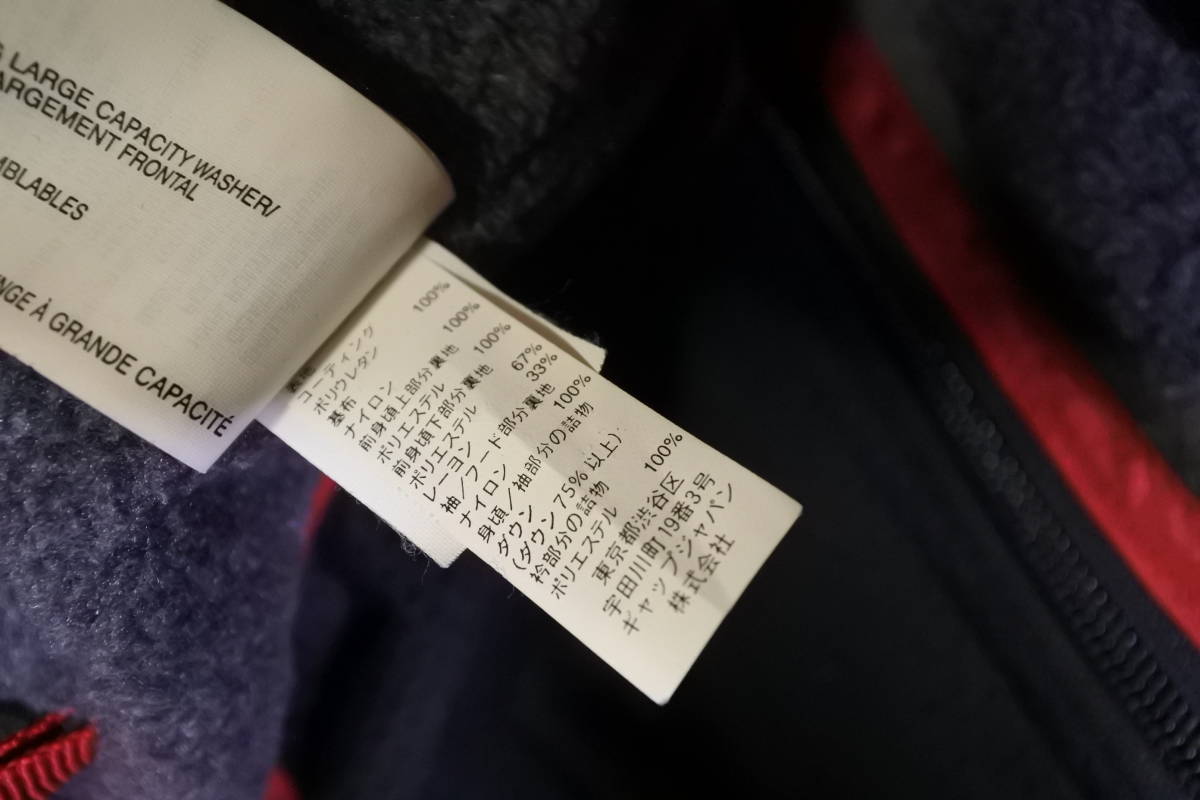 LARGE CAPACITY WASHER/
ARGEMENT FRONTAL
MBLABLES
NGE À GRANDE CAPACITÉ
コーティング
ポリウレタン 100%
基布
ナイロン 100%
前身頃上部分裏地
ポリエステル 100%
前身頃下部分裏地
ポリエステル 67%
レーヨン 33%
袖/フード部分裏地
ナイロン 100%
身頃/袖部分の詰物
ダウン
(ダウン 75%以上)
衿部分の詰物
ポリエステル 100%
東京都渋谷区
宇田川町19番3号
ギャップジャパン
株式会社